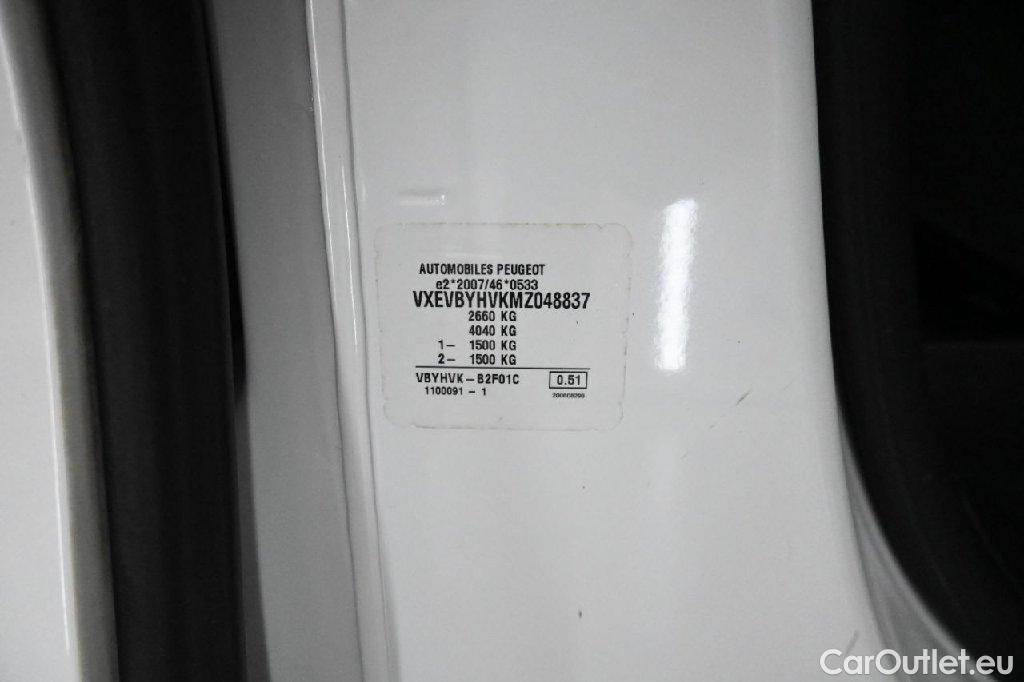 AUTOMOBILES PEUGEOT
e2*2007/46*0533
VXEVBYHVKMZ048837
2660 KG
4040 KG
1- 1500 KG
2- 1500 KG
VBYHVK-B2F01C 0.51
1100091 - 1
CarOutlet.eu